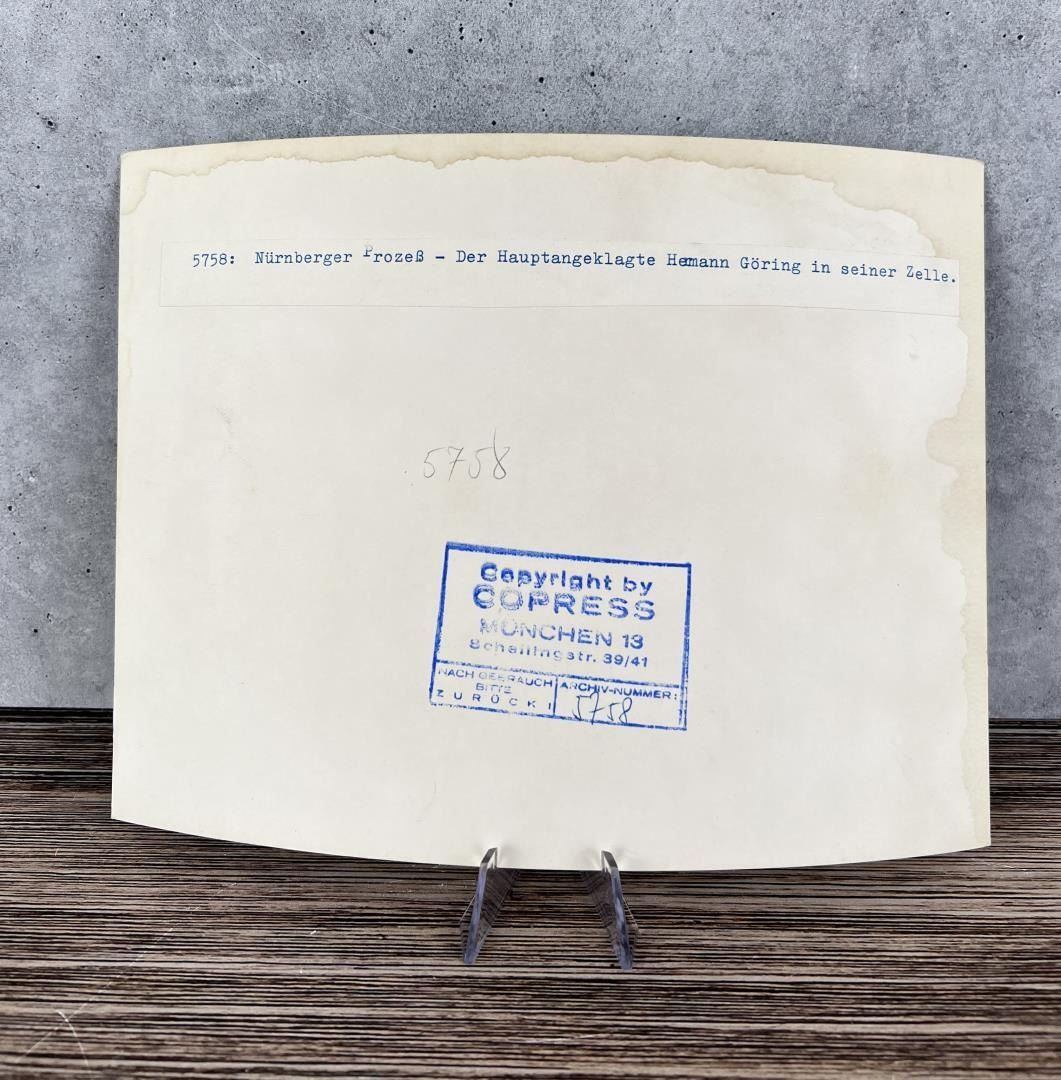 5758: Nürnberger Prozeß - Der Hauptangeklagte Hemann Göring in seiner Zelle.
5758
Copyright by
COPRESS
MÜNCHEN 13
Schellingstr. 39/41
NACH GEBRAUCH
BITTE
ZURÜCK!
ARCHIV-NUMMER:
5758